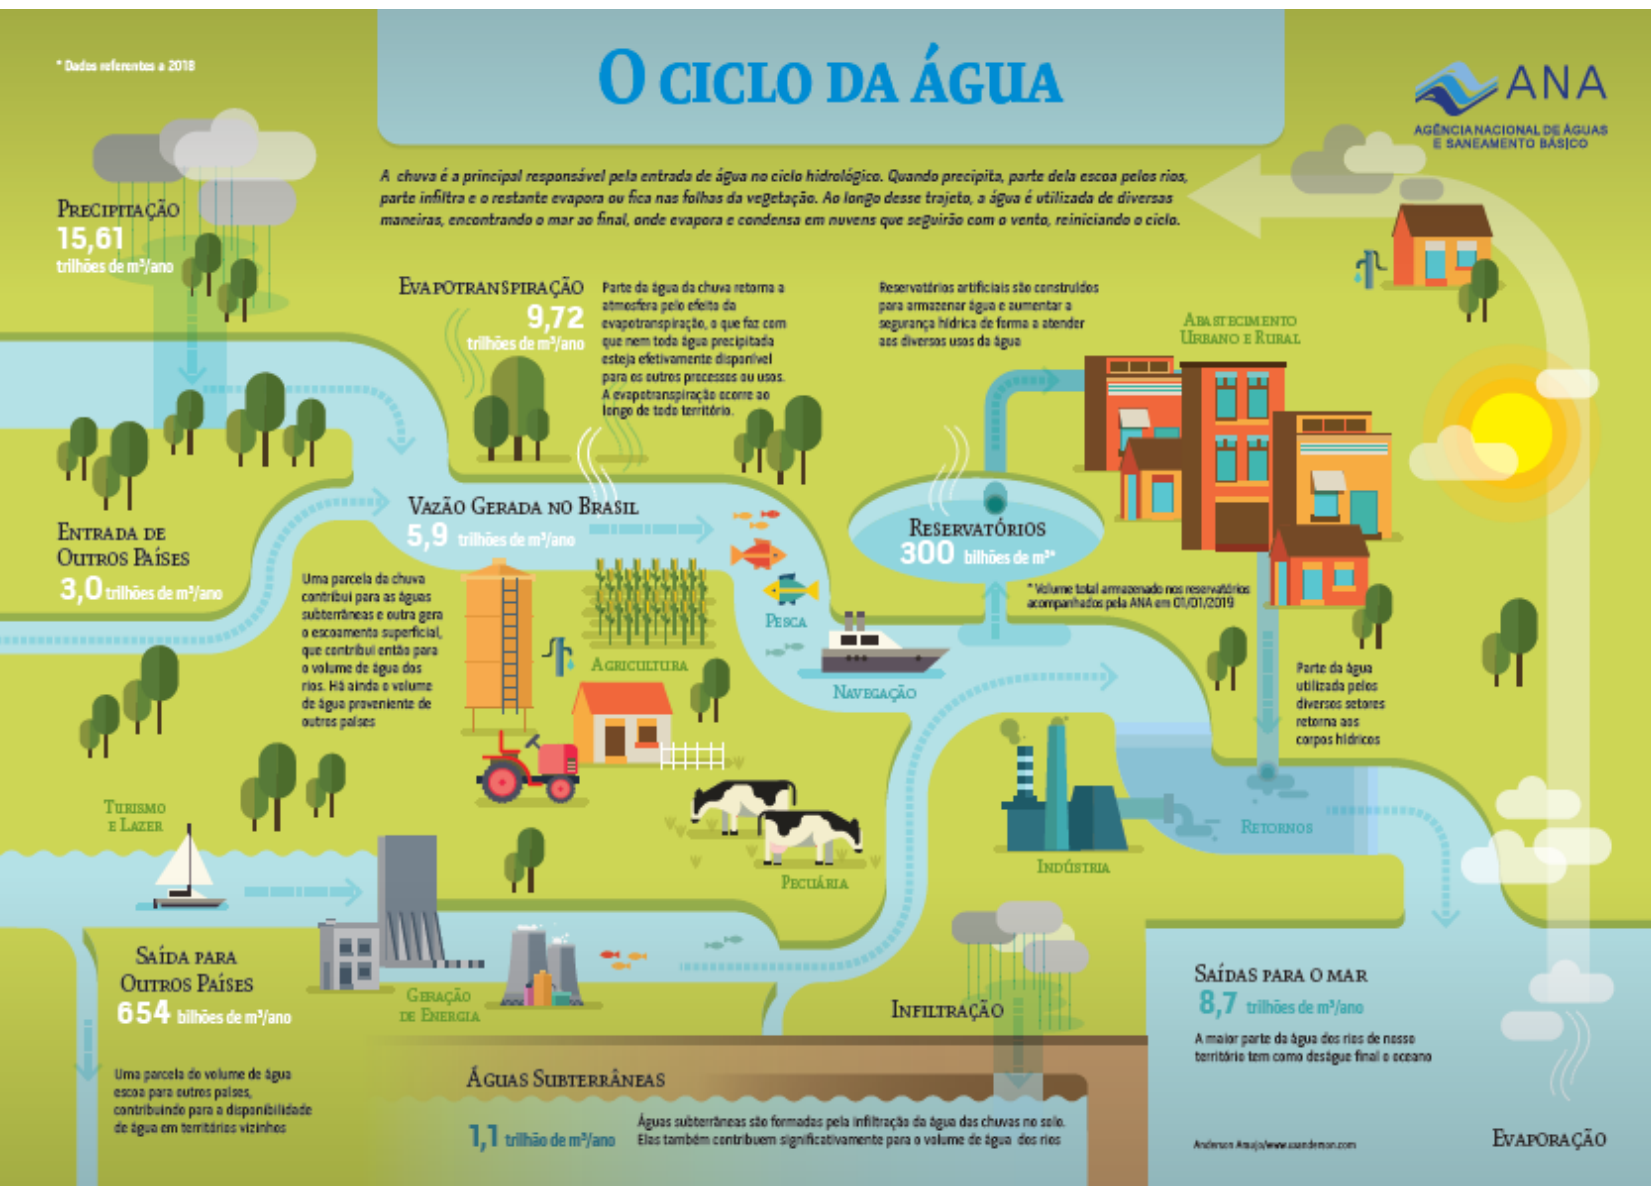 * Dados referentes a 2018
O CICLO DA ÁGUA
ANA
AGÊNCIA NACIONAL DE ÁGUAS
E SANEAMENTO BÁSICO
A chuva é a principal responsável pela entrada de água no ciclo hidrológico. Quando precipita, parte dela escoa pelos rios,
parte infiltra e o restante evapora ou fica nas folhas da vegetação. Ao longo desse trajeto, a água é utilizada de diversas
maneiras, encontrando o mar ao final, onde evapora e condensa em nuvens que seguirão com o vento, reiniciando o ciclo.
PRECIPITAÇÃO
15,61
trilhões de m³/ano
EVAPOTRANSPIRAÇÃO
9,72
trilhões de m³/ano
Parte da água da chuva retorna a
atmosfera pelo efeito da
evapotranspiração, o que faz com
que nem toda água precipitada
esteja efetivamente disponível
para os outros processos ou usos.
A evapotranspiração ocorre ao
longo de todo território.
Reservatórios artificiais são construídos
para armazenar água e aumentar a
segurança hídrica de forma a atender
aos diversos usos da água
ABASTECIMENTO
URBANO E RURAL
VAZÃO GERADA NO BRASIL
5,9 trilhões de m³/ano
RESERVATÓRIOS
300 bilhões de m³*
* Volume total armazenado nos reservatórios
acompanhados pela ANA em 01/01/2019
ENTRADA DE
OUTROS PAÍSES
3,0 trilhões de m³/ano
Uma parcela da chuva
contribui para as águas
subterrâneas e outra gera
o escoamento superficial,
que contribui então para
o volume de água dos
rios. Há ainda o volume
de água proveniente de
outros países
PESCA
AGRICULTURA
NAVEGAÇÃO
Parte da água
utilizada pelos
diversos setores
retorna aos
corpos hídricos
TURISMO
E LAZER
RETORNOS
INDÚSTRIA
PECUÁRIA
SAÍDA PARA
OUTROS PAÍSES
654 bilhões de m³/ano
Uma parcela do volume de água
escoa para outros países,
contribuindo para a disponibilidade
de água em territórios vizinhos
GERAÇÃO
DE ENERGIA
INFILTRAÇÃO
SAÍDAS PARA O MAR
8,7 trilhões de m³/ano
A maior parte da água dos rios de nosso
território tem como deságue final o oceano
ÁGUAS SUBTERRÂNEAS
1,1 trilhão de m³/ano
Águas subterrâneas são formadas pela infiltração da água das chuvas no solo.
Elas também contribuem significativamente para o volume de água dos rios
EVAPORAÇÃO
Anderson Araujo/